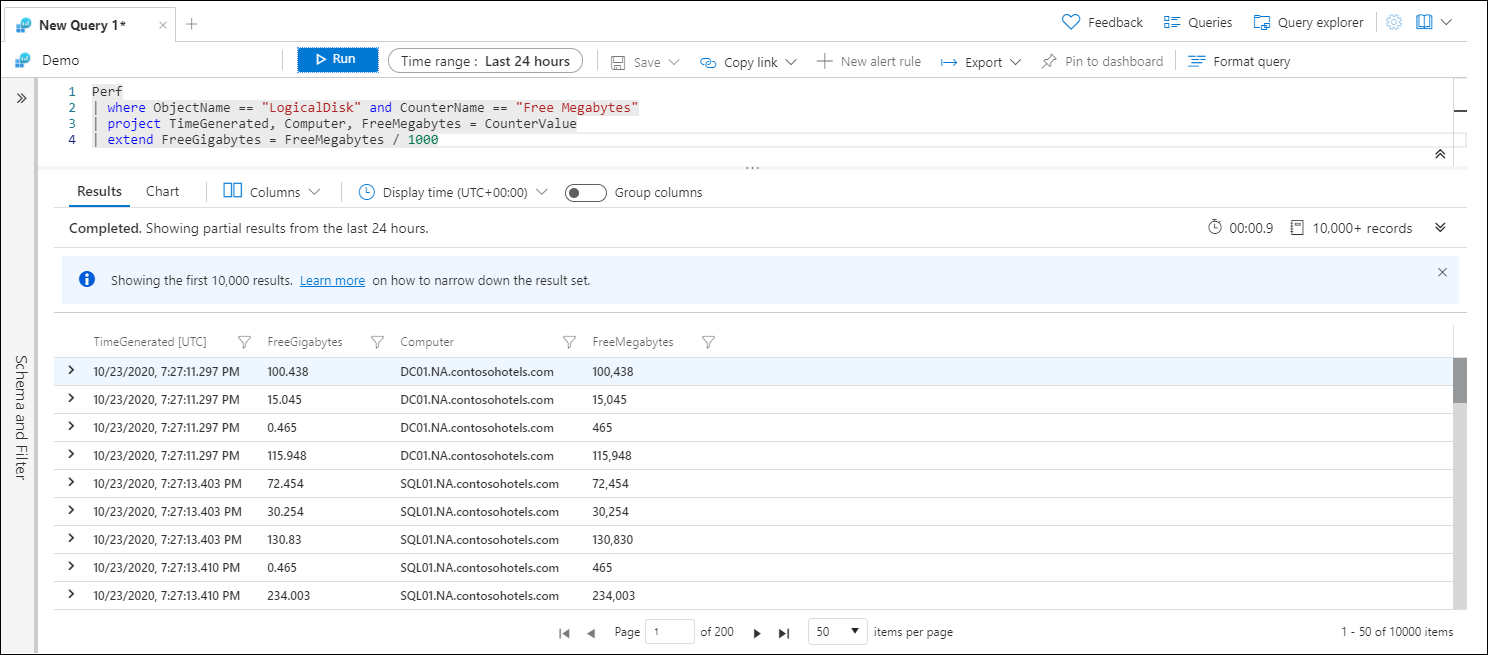 New Query 1*
Feedback Queries Query explorer
Demo Run Time range : Last 24 hours Save Copy link New alert rule Export Pin to dashboard Format query
1 Perf
2 | where ObjectName == "LogicalDisk" and CounterName == "Free Megabytes"
3 | project TimeGenerated, Computer, FreeMegabytes = CounterValue
4 | extend FreeGigabytes = FreeMegabytes / 1000
Schema and Filter
Results Chart Columns Display time (UTC+00:00) Group columns
Completed. Showing partial results from the last 24 hours. 00:00.9 10,000+ records
Showing the first 10,000 results. Learn more on how to narrow down the result set.
TimeGenerated [UTC] FreeGigabytes Computer FreeMegabytes
10/23/2020, 7:27:11.297 PM 100.438 DC01.NA.contosohotels.com 100,438
10/23/2020, 7:27:11.297 PM 15.045 DC01.NA.contosohotels.com 15,045
10/23/2020, 7:27:11.297 PM 0.465 DC01.NA.contosohotels.com 465
10/23/2020, 7:27:11.297 PM 115.948 DC01.NA.contosohotels.com 115,948
10/23/2020, 7:27:13.403 PM 72.454 SQL01.NA.contosohotels.com 72,454
10/23/2020, 7:27:13.403 PM 30.254 SQL01.NA.contosohotels.com 30,254
10/23/2020, 7:27:13.403 PM 130.83 SQL01.NA.contosohotels.com 130,830
10/23/2020, 7:27:13.410 PM 0.465 SQL01.NA.contosohotels.com 465
10/23/2020, 7:27:13.410 PM 234.003 SQL01.NA.contosohotels.com 234,003
Page 1 of 200 50 items per page 1 - 50 of 10000 items